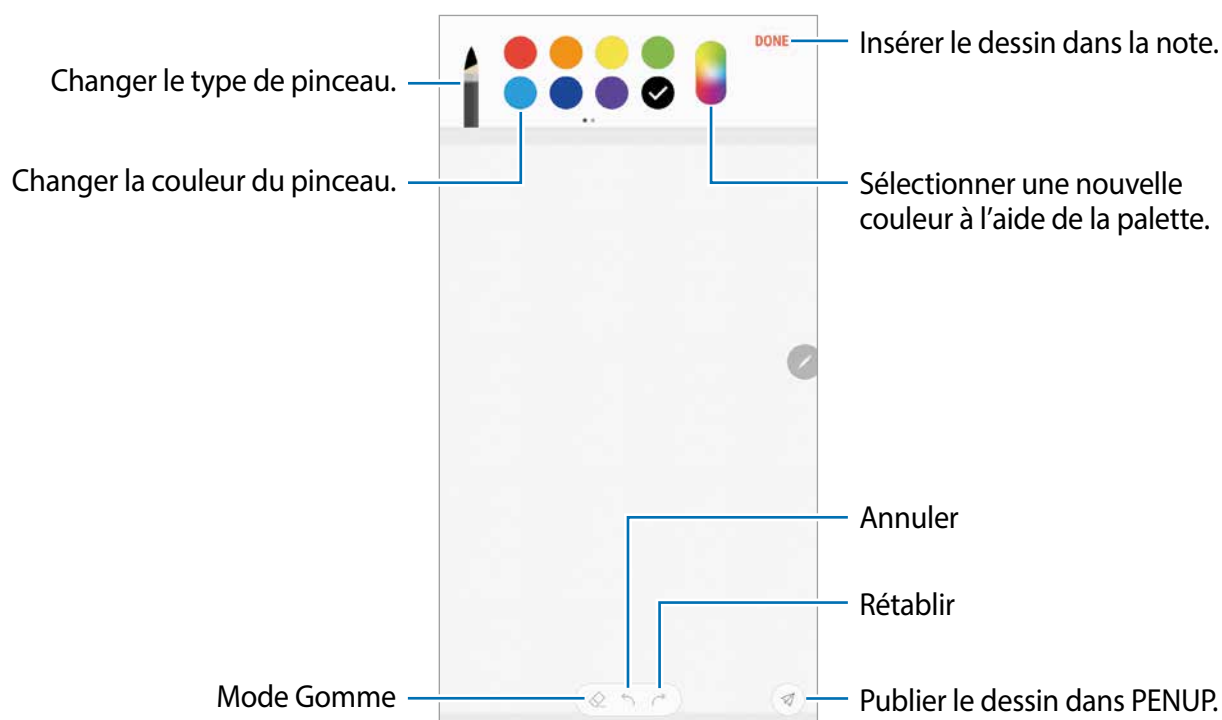 DONE
Insérer le dessin dans la note.
Changer le type de pinceau.
Changer la couleur du pinceau.
Sélectionner une nouvelle
couleur à l’aide de la palette.
Annuler
Rétablir
Mode Gomme
Publier le dessin dans PENUP.